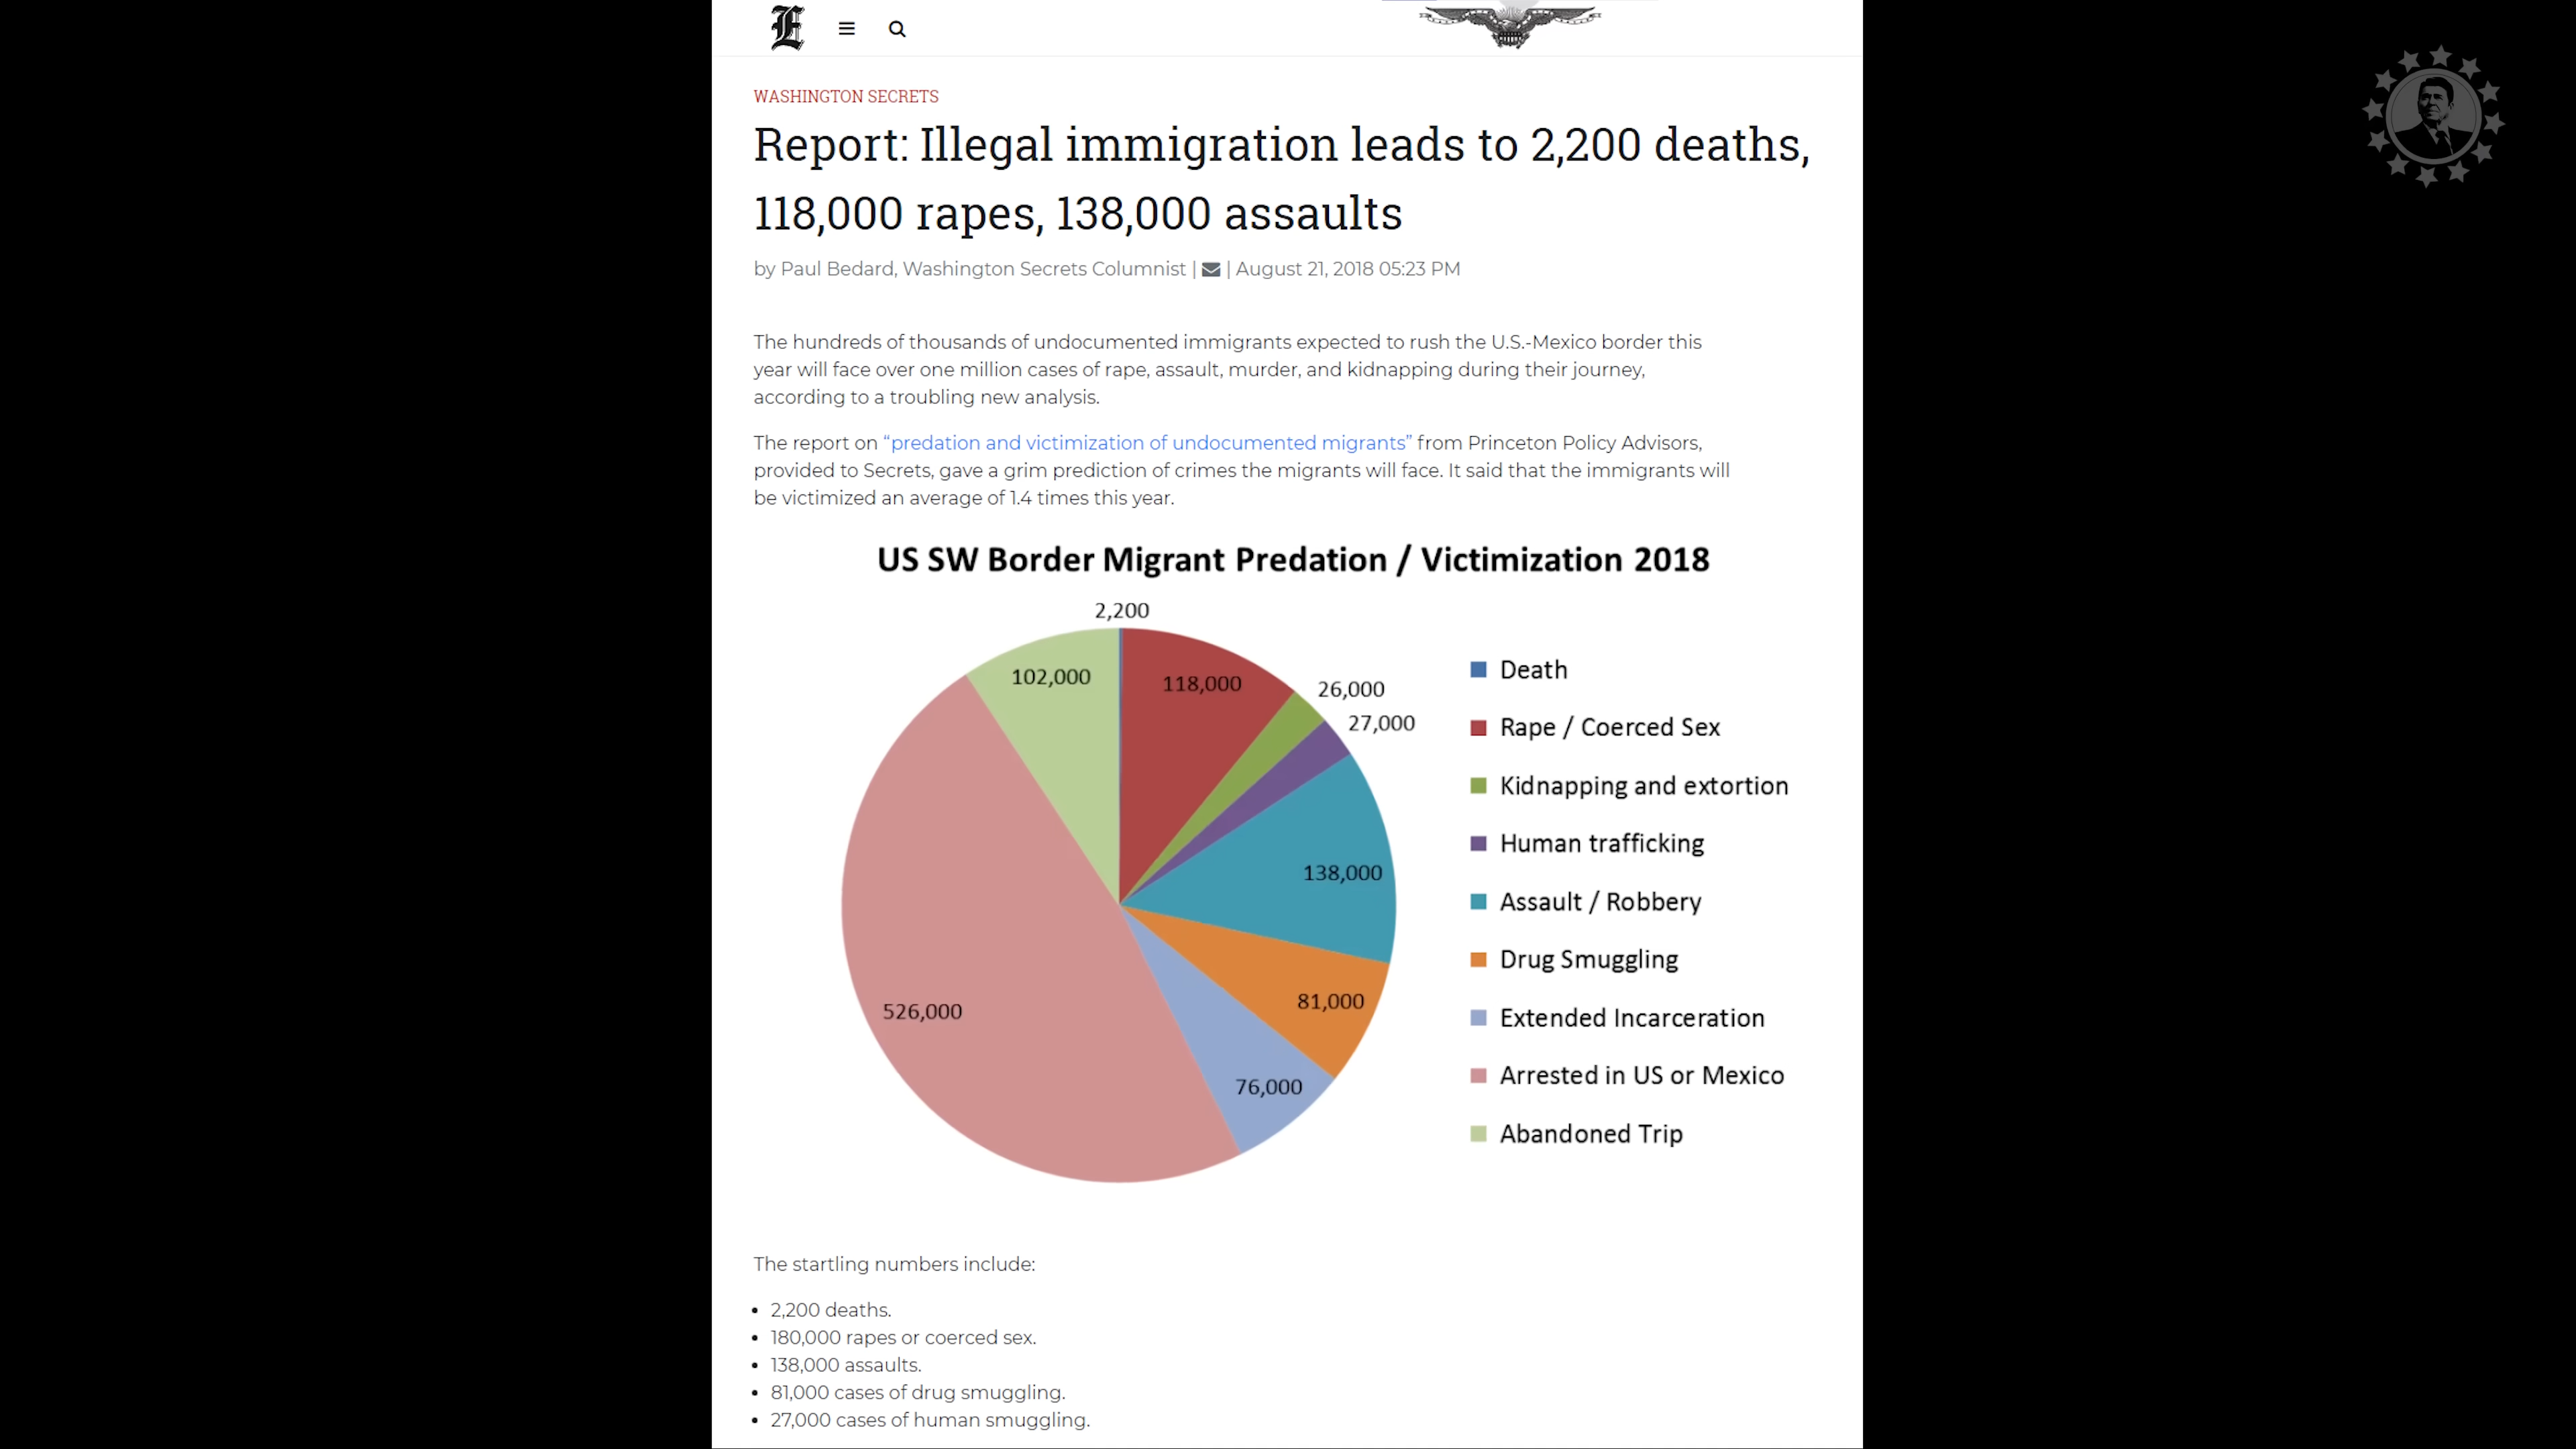 E
WASHINGTON SECRETS
Report: Illegal immigration leads to 2,200 deaths,
118,000 rapes, 138,000 assaults
by Paul Bedard, Washington Secrets Columnist | | August 21, 2018 05:23 PM
The hundreds of thousands of undocumented immigrants expected to rush the U.S.-Mexico border this
year will face over one million cases of rape, assault, murder, and kidnapping during their journey,
according to a troubling new analysis.
The report on “predation and victimization of undocumented migrants” from Princeton Policy Advisors,
provided to Secrets, gave a grim prediction of crimes the migrants will face. It said that the immigrants will
be victimized an average of 1.4 times this year.
US SW Border Migrant Predation / Victimization 2018
2,200
102,000
118,000
26,000
27,000
138,000
81,000
76,000
526,000
Death
Rape / Coerced Sex
Kidnapping and extortion
Human trafficking
Assault / Robbery
Drug Smuggling
Extended Incarceration
Arrested in US or Mexico
Abandoned Trip
The startling numbers include:
• 2,200 deaths.
• 180,000 rapes or coerced sex.
• 138,000 assaults.
• 81,000 cases of drug smuggling.
• 27,000 cases of human smuggling.